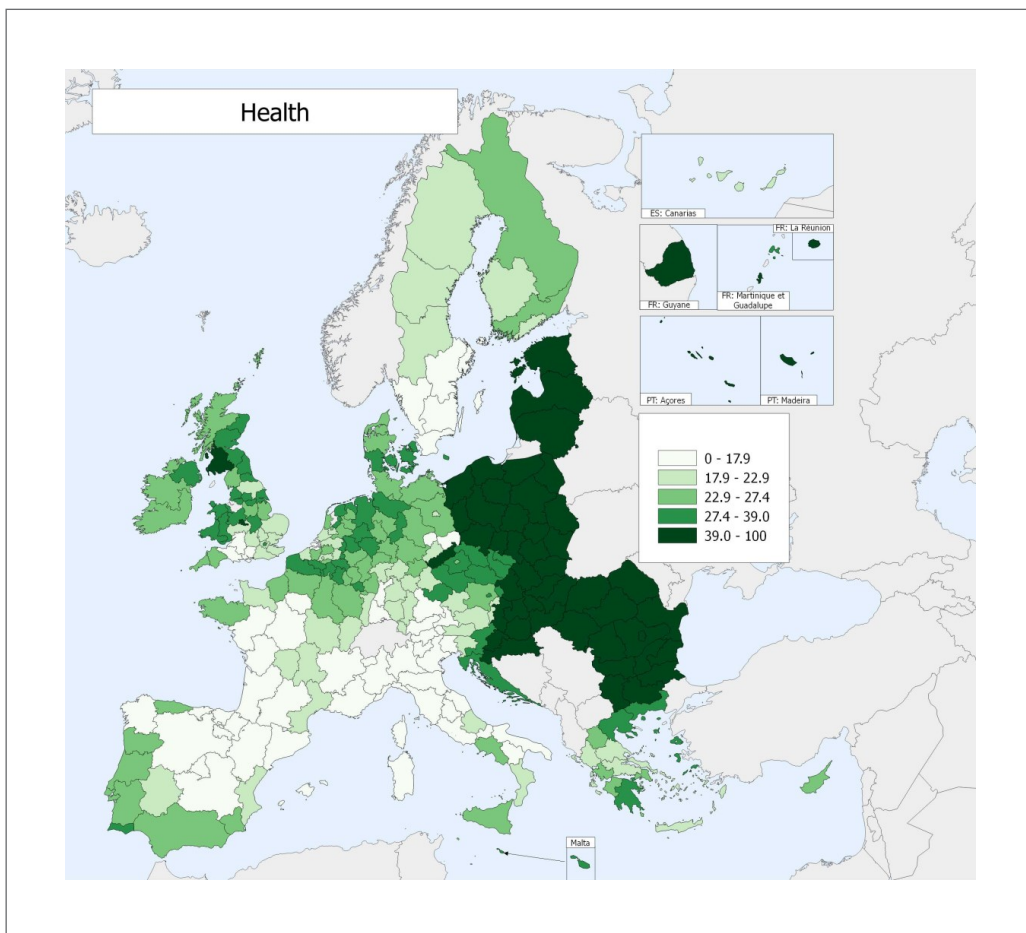 Health
ES: Canarias
FR: La Réunion
FR: Guyane
FR: Martinique et
Guadalupe
PT: Açores
PT: Madeira
0 - 17.9
17.9 - 22.9
22.9 - 27.4
27.4 - 39.0
39.0 - 100
Malta